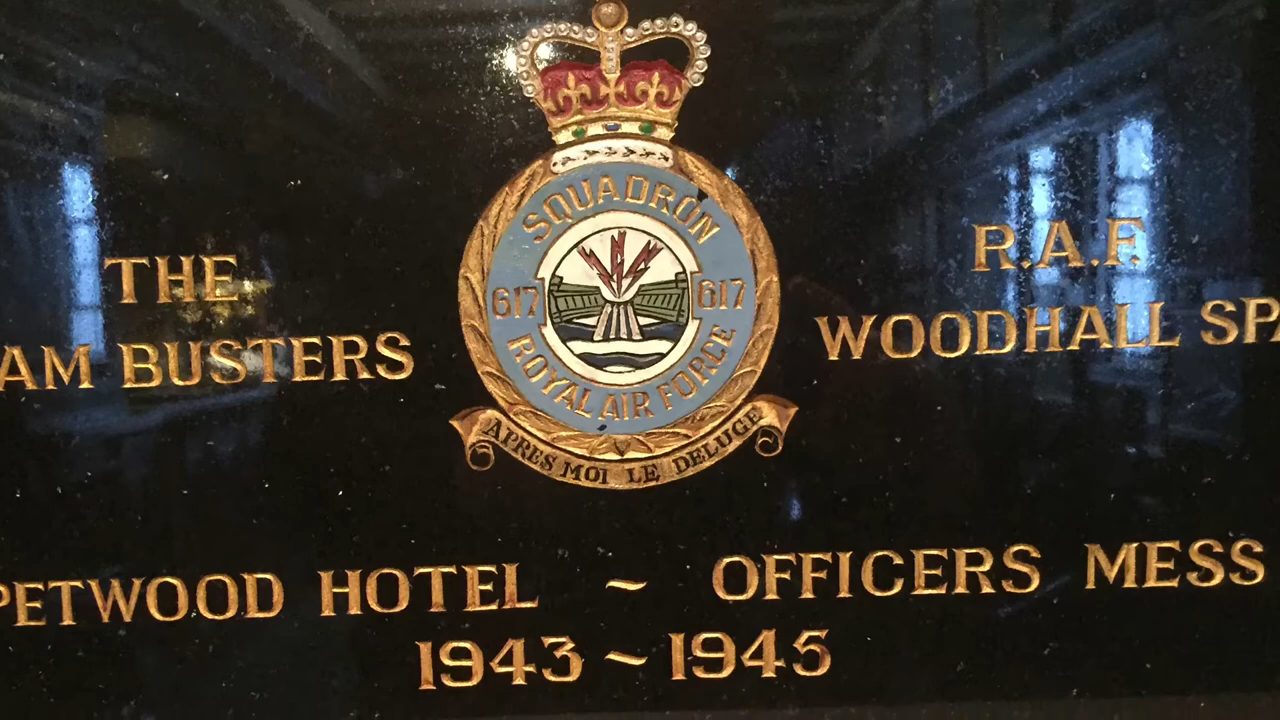 SQUADRON
617 617
ROYAL AIR FORCE
APRES MOI LE DELUGE
THE
AM BUSTERS
R.A.F.
WOODHALL SPA
PETWOOD HOTEL ~ OFFICERS MESS
1943 ~ 1945